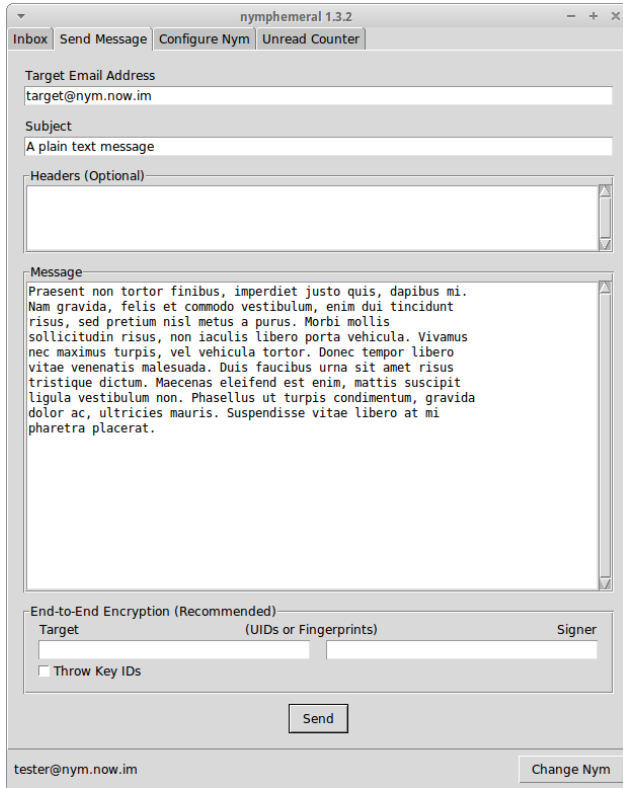 nymphemeral 1.3.2
Inbox Send Message Configure Nym Unread Counter
Target Email Address
target@nym.now.im
Subject
A plain text message
Headers (Optional)
Message
Praesent non tortor finibus, imperdiet justo quis, dapibus mi.
Nam gravida, felis et commodo vestibulum, enim dui tincidunt
risus, sed pretium nisl metus a purus. Morbi mollis
sollicitudin risus, non iaculis libero porta vehicula. Vivamus
nec maximus turpis, vel vehicula tortor. Donec tempor libero
vitae venenatis malesuada. Duis faucibus urna sit amet risus
tristique dictum. Maecenas eleifend est enim, mattis suscipit
ligula vestibulum non. Phasellus ut turpis condimentum, gravida
dolor ac, ultricies mauris. Suspendisse vitae libero at mi
pharetra placerat.
End-to-End Encryption (Recommended)
Target (UIDs or Fingerprints) Signer
Throw Key IDs
Send
tester@nym.now.im Change Nym